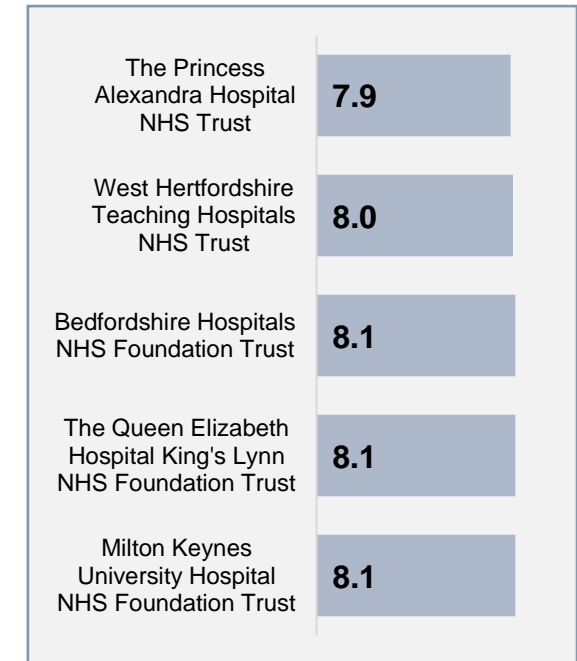 The Princess
Alexandra Hospital
NHS Trust
7.9
West Hertfordshire
Teaching Hospitals
NHS Trust
8.0
Bedfordshire Hospitals
NHS Foundation Trust
8.1
The Queen Elizabeth
Hospital King's Lynn
NHS Foundation Trust
8.1
Milton Keynes
University Hospital
NHS Foundation Trust
8.1